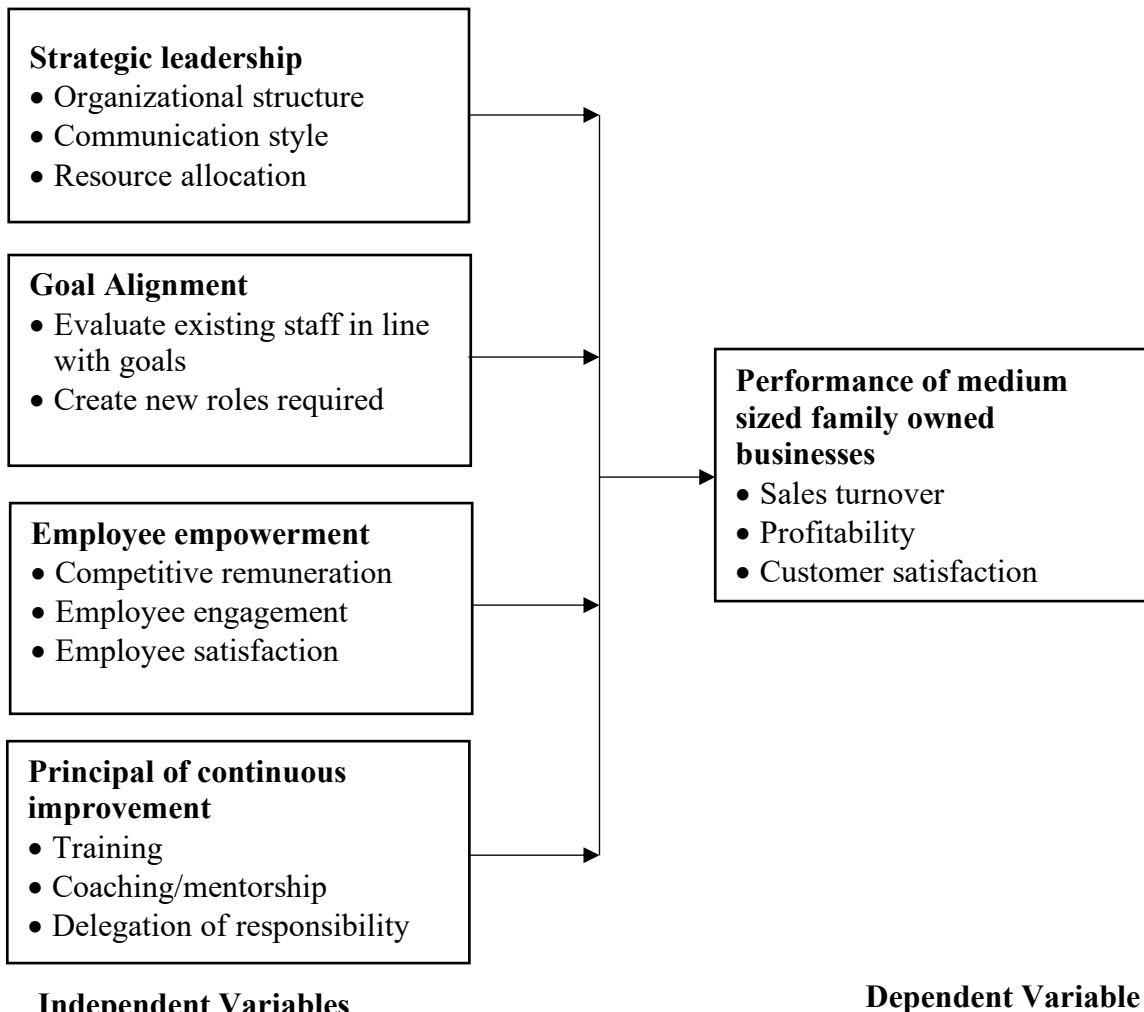 Strategic leadership
• Organizational structure
• Communication style
• Resource allocation
Goal Alignment
• Evaluate existing staff in line
with goals
• Create new roles required
Employee empowerment
• Competitive remuneration
• Employee engagement
• Employee satisfaction
Principal of continuous
improvement
• Training
• Coaching/mentorship
• Delegation of responsibility
Independent Variables
Performance of medium
sized family owned
businesses
• Sales turnover
• Profitability
• Customer satisfaction
Dependent Variable